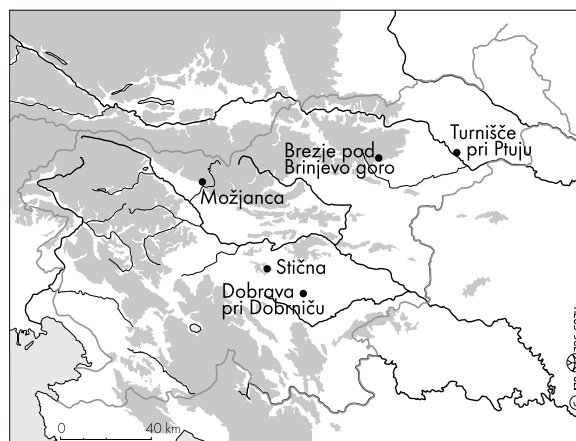 Turnišče
pri Ptuju
Brezje pod
Brinjevo goro
Možjanca
Stična
Dobrava
pri Dobrniču
0 40 km